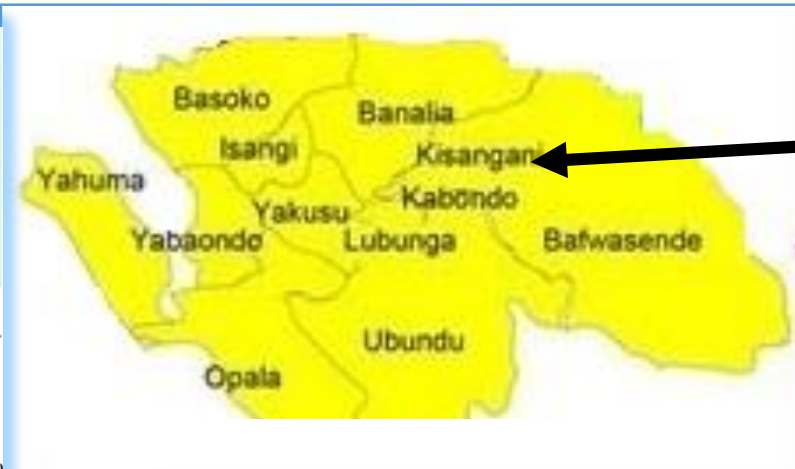 Basoko
Banalia
Isangi
Kisangani
Yahuma
Kabondo
Yakusu
Yabaondo
Lubunga
Bafwasende
Ubundu
Opala